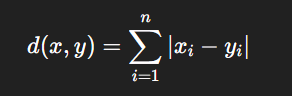 d(x, y) = \sum_{i=1}^{n} |x_i - y_i|